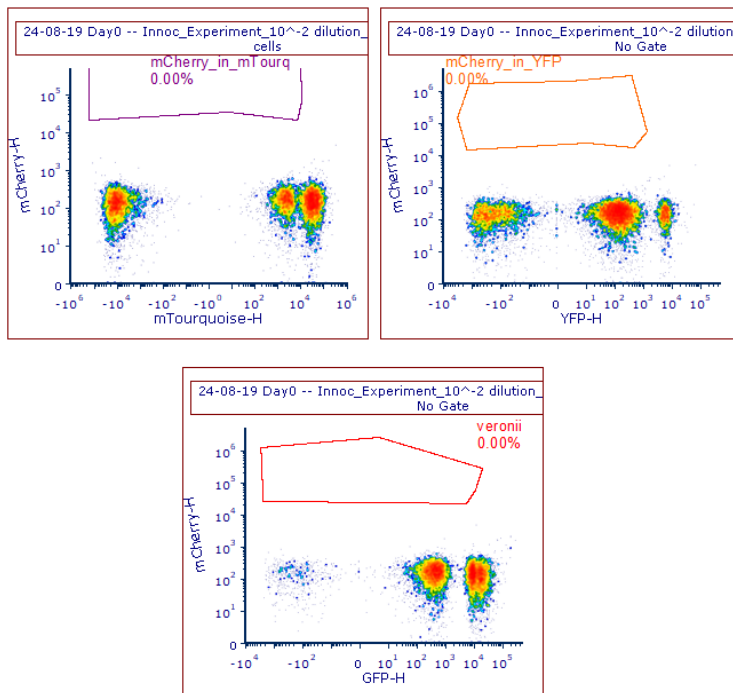 24-08-19 Day0 -- Innoc_Experiment_10^-2 dilution_
cells
mCherry_in_mTourq
0.00%
mCherry-H
10^5
10^4
10^3
10^2
10^1
0
-10^6 -10^4 -10^2 0 10^2 10^4 10^6
mTourquoise-H
24-08-19 Day0 -- Innoc_Experiment_10^-2 dilution_
No Gate
mCherry_in_YFP
0.00%
mCherry-H
10^6
10^5
10^4
10^3
10^2
10^1
0
-10^4 -10^2 0 10^1 10^2 10^3 10^4 10^5
YFP-H
24-08-19 Day0 -- Innoc_Experiment_10^-2 dilution_
No Gate
veronii
0.00%
mCherry-H
10^6
10^5
10^4
10^3
10^2
10^1
0
-10^4 -10^2 0 10^1 10^2 10^3 10^4 10^5
GFP-H